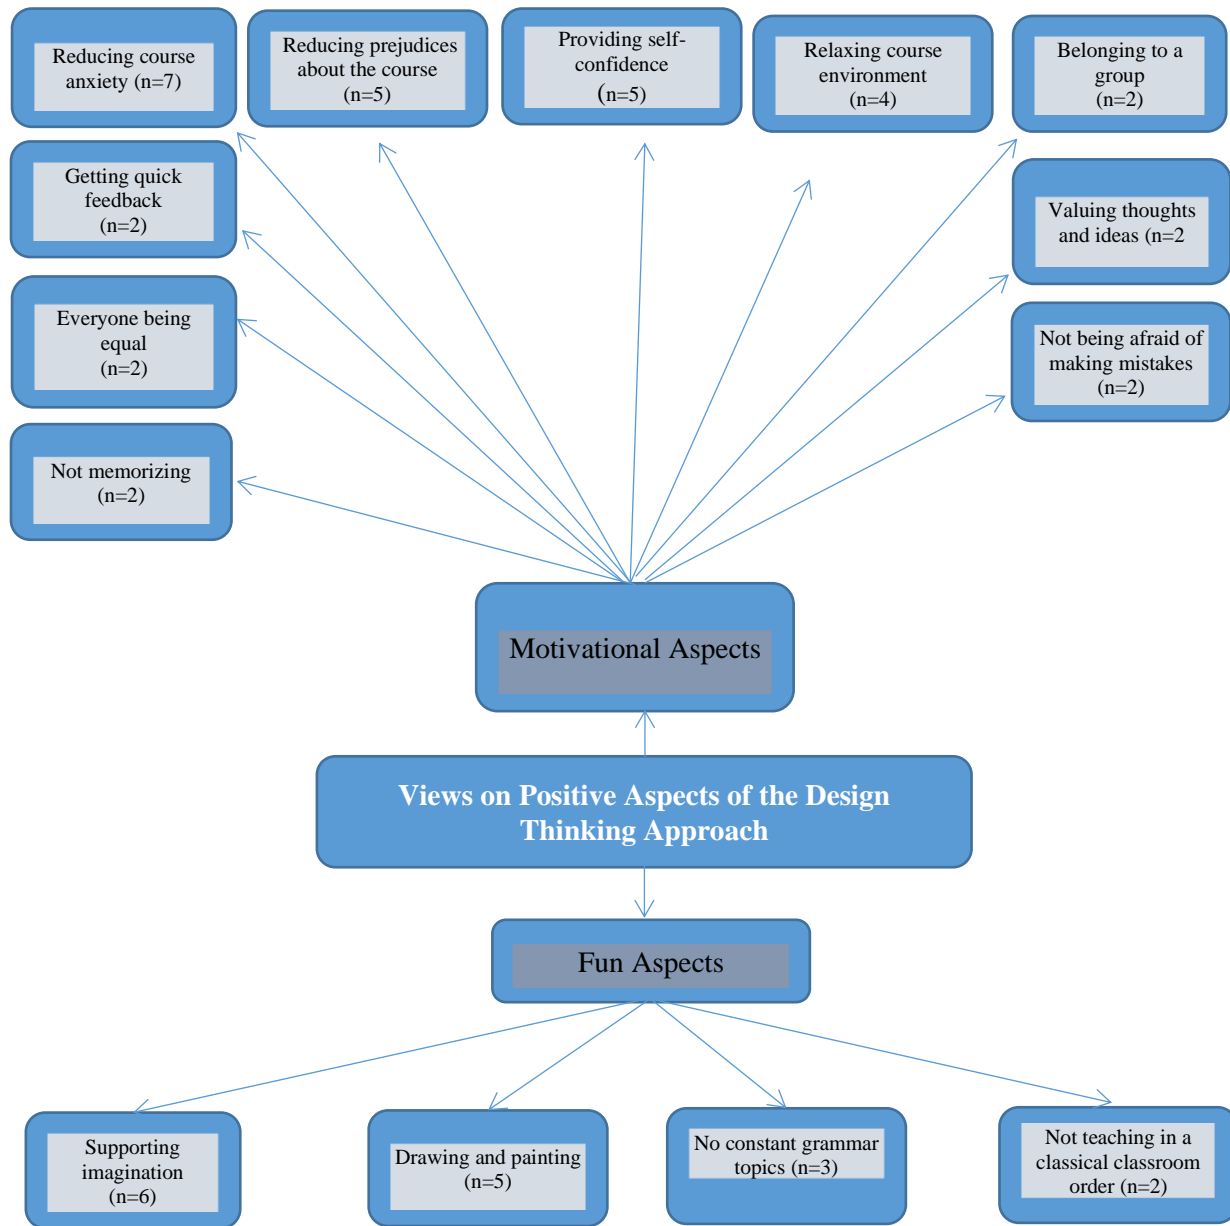 Reducing course
anxiety (n=7)
Reducing prejudices
about the course
(n=5)
Providing self-
confidence
(n=5)
Relaxing course
environment
(n=4)
Belonging to a
group
(n=2)
Getting quick
feedback
(n=2)
Valuing thoughts
and ideas (n=2
Everyone being
equal
(n=2)
Not being afraid of
making mistakes
(n=2)
Not memorizing
(n=2)
Motivational Aspects
Views on Positive Aspects of the Design
Thinking Approach
Fun Aspects
Supporting
imagination
(n=6)
Drawing and painting
(n=5)
No constant grammar
topics (n=3)
Not teaching in a
classical classroom
order (n=2)